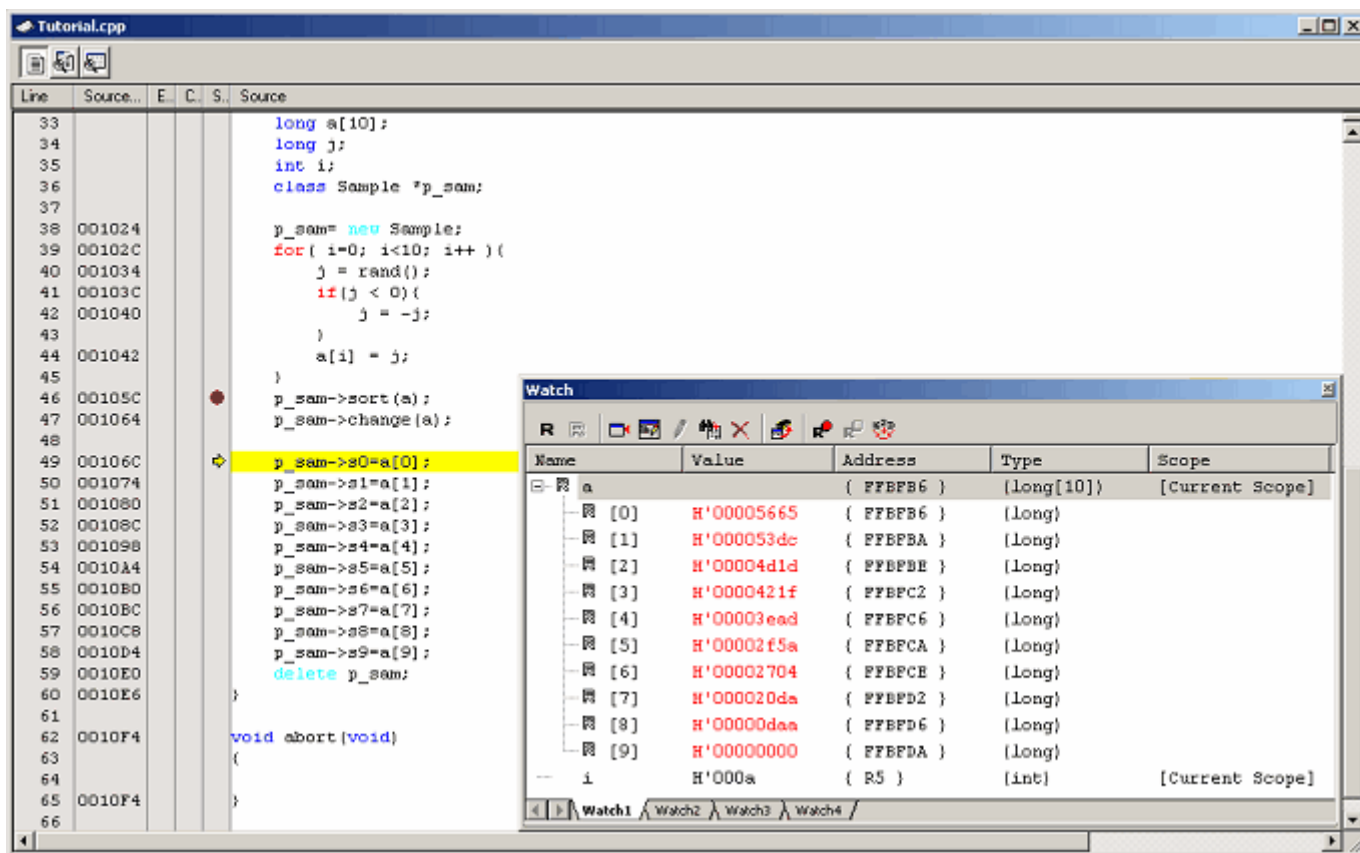 Tutorial.cpp
Line Source... E.. C.. S.. Source
33 long a[10];
34 long j;
35 int i;
36 class Sample *p_sam;
37
38 001024 p_sam= new Sample;
39 00102C for( i=0; i<10; i++ ){
40 001034 j = rand();
41 00103C if(j < 0){
42 001040 j = -j;
43 }
44 001042 a[i] = j;
45 }
46 00105C p_sam->sort(a);
47 001064 p_sam->change(a);
48
49 00106C p_sam->s0=a[0];
50 001074 p_sam->s1=a[1];
51 001080 p_sam->s2=a[2];
52 00108C p_sam->s3=a[3];
53 001098 p_sam->s4=a[4];
54 0010A4 p_sam->s5=a[5];
55 0010B0 p_sam->s6=a[6];
56 0010BC p_sam->s7=a[7];
57 0010C8 p_sam->s8=a[8];
58 0010D4 p_sam->s9=a[9];
59 0010E0 delete p_sam;
60 0010E6 }
61
62 0010F4 void abort(void)
63 {
64
65 0010F4 }
66
Watch
R
Name Value Address Type Scope
a { FFBFB6 } (long[10]) [Current Scope]
[0] H'00005665 { FFBFB6 } (long)
[1] H'000053dc { FFBFBA } (long)
[2] H'00004d1d { FFBFBE } (long)
[3] H'0000421f { FFBFC2 } (long)
[4] H'00003ead { FFBFC6 } (long)
[5] H'00002f5a { FFBFCA } (long)
[6] H'00002704 { FFBFCE } (long)
[7] H'000020da { FFBFD2 } (long)
[8] H'00000daa { FFBFD6 } (long)
[9] H'00000000 { FFBFDA } (long)
i H'000a { R5 } (int) [Current Scope]
Watch1 Watch2 Watch3 Watch4